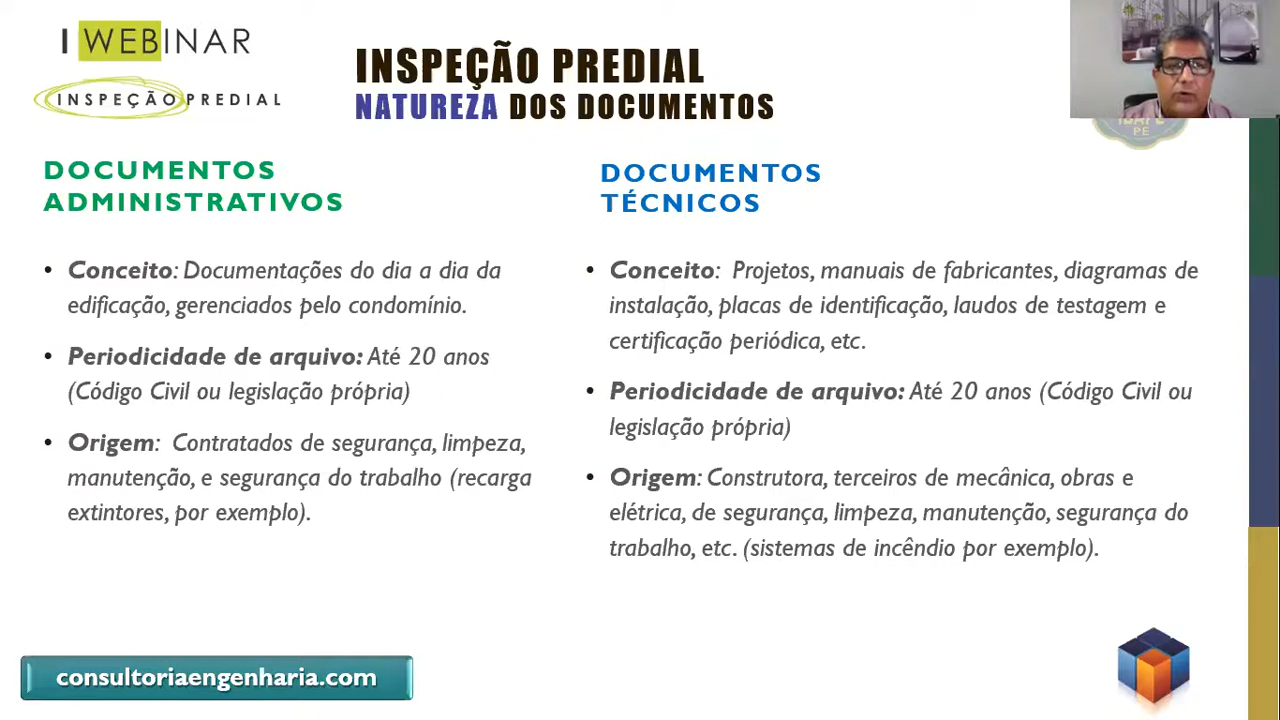 I WEBINAR
INSPEÇÃO PREDIAL
INSPEÇÃO PREDIAL
NATUREZA DOS DOCUMENTOS
PE
DOCUMENTOS
ADMINISTRATIVOS
• Conceito: Documentações do dia a dia da
edificação, gerenciados pelo condomínio.
• Periodicidade de arquivo: Até 20 anos
(Código Civil ou legislação própria)
• Origem: Contratados de segurança, limpeza,
manutenção, e segurança do trabalho (recarga
extintores, por exemplo).
DOCUMENTOS
TÉCNICOS
• Conceito: Projetos, manuais de fabricantes, diagramas de
instalação, placas de identificação, laudos de testagem e
certificação periódica, etc.
• Periodicidade de arquivo: Até 20 anos (Código Civil ou
legislação própria)
• Origem: Construtora, terceiros de mecânica, obras e
elétrica, de segurança, limpeza, manutenção, segurança do
trabalho, etc. (sistemas de incêndio por exemplo).
consultoriaengenharia.com